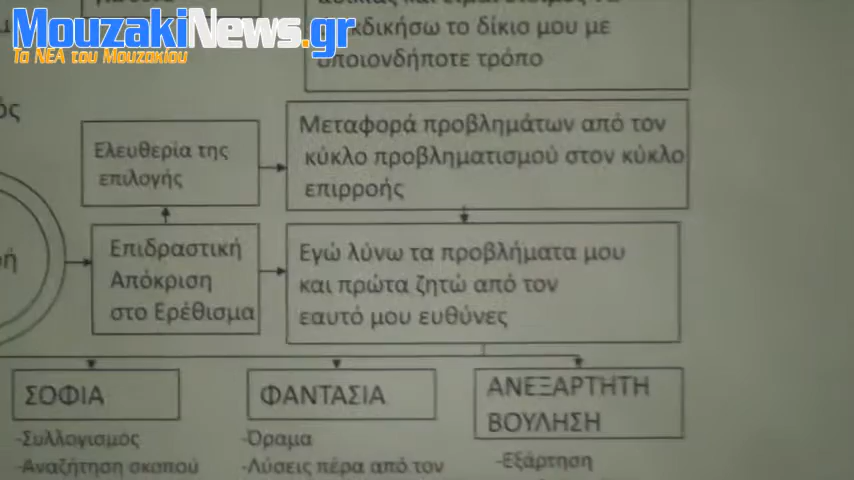 MouzakiNews.gr
Τα ΝΕΑ του Μουζακίου
το δίκιο μου με
οποιονδήποτε τρόπο
Ελευθερία της
επιλογής
Μεταφορά προβλημάτων από τον
κύκλο προβληματισμού στον κύκλο
επιρροής
Επιδραστική
Απόκριση
στο Ερέθισμα
Εγώ λύνω τα προβλήματα μου
και πρώτα ζητώ από τον
εαυτό μου ευθύνες
ΣΟΦΙΑ
-Συλλογισμός
-Αναζήτηση σκοπού
ΦΑΝΤΑΣΙΑ
-Όραμα
-Λύσεις πέρα από τον
ΑΝΕΞΑΡΤΗΤΗ
ΒΟΥΛΗΣΗ
-Εξάρτηση